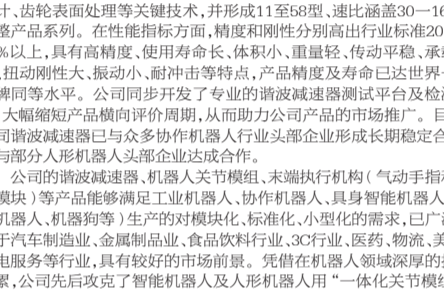 计、齿轮表面处理等关键技术，并形成11至58型、速比涵盖30—16
整产品系列。在性能指标方面，精度和刚性分别高出行业标准20
%以上，具有高精度、使用寿命长、体积小、重量轻、传动平稳、承
扭动刚性大、振动小、耐冲击等特点，产品精度及寿命已达世界
牌同等水平。公司同步开发了专业的谐波减速器测试平台及检
大幅缩短产品横向评价周期，从而助力公司产品的市场推广。目
司谐波减速器已与众多协作机器人行业头部企业形成长期稳定合
与部分人形机器人头部企业达成合作。
公司的谐波减速器、机器人关节模组、末端执行机构（气动手指
模块）等产品能够满足工业机器人、协作机器人、具身智能机器人
机器人、机器狗等）生产的对模块化、标准化、小型化的需求，已广
于汽车制造业、金属制品业、食品饮料行业、3C行业、医药、物流、美
电服务等行业，具有较好的市场前景。凭借在机器人领域深厚的
累，公司先后攻克了智能机器人及人形机器人用“一体化关节模组